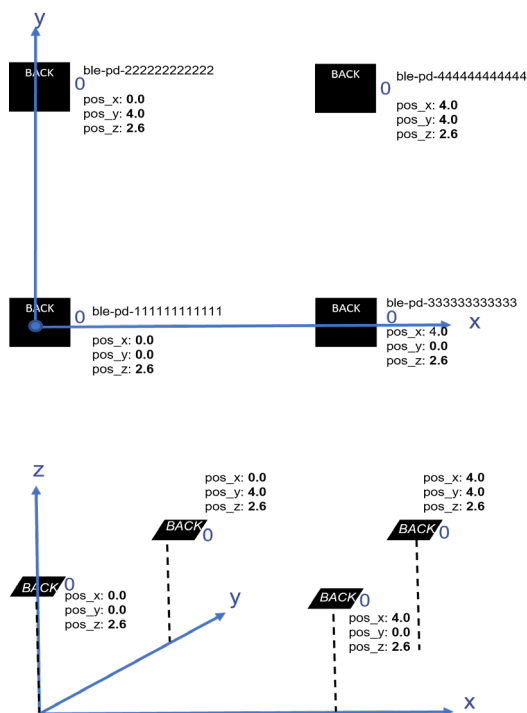 y
BACK
ble-pd-222222222222
0
pos_x: 0.0
pos_y: 4.0
pos_z: 2.6
BACK
ble-pd-444444444444
0
pos_x: 4.0
pos_y: 4.0
pos_z: 2.6
BACK
0
ble-pd-111111111111
pos_x: 0.0
pos_y: 0.0
pos_z: 2.6
BACK
ble-pd-333333333333
0
x
pos_x: 4.0
pos_y: 0.0
pos_z: 2.6
z
pos_x: 0.0
pos_y: 4.0
pos_z: 2.6
BACK
0
pos_x: 4.0
pos_y: 4.0
pos_z: 2.6
BACK
0
BACK
0
pos_x: 0.0
pos_y: 0.0
pos_z: 2.6
y
BACK
0
pos_x: 4.0
pos_y: 0.0
pos_z: 2.6
x